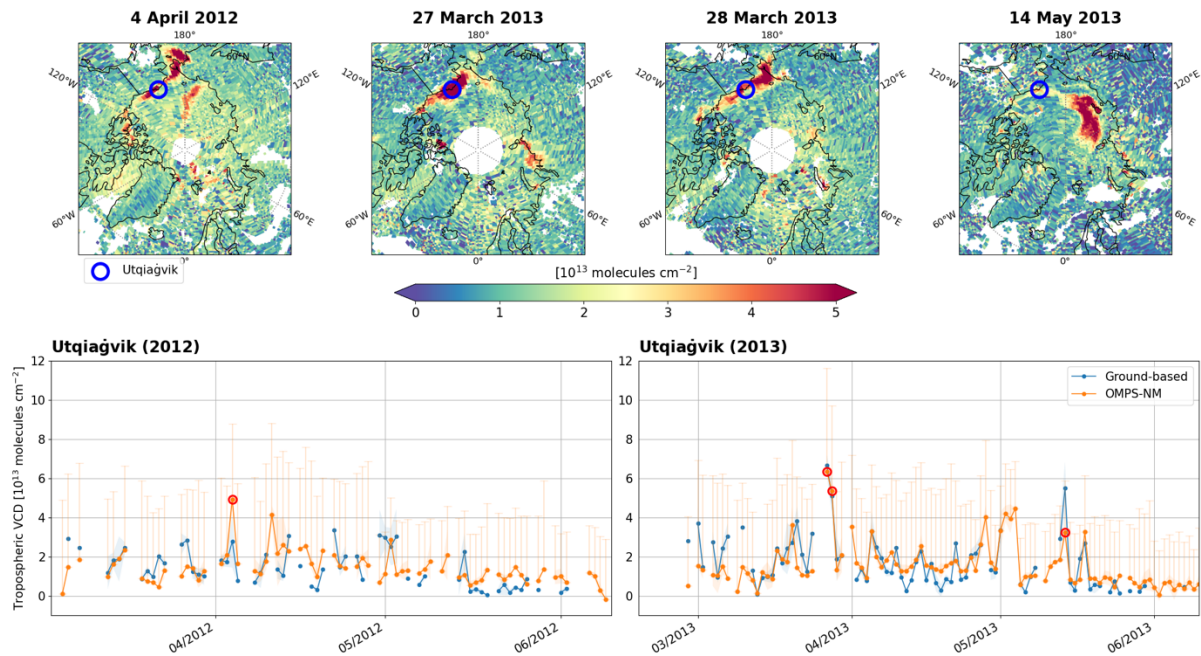 4 April 2012
27 March 2013
28 March 2013
14 May 2013
180°
180°
180°
180°
60°N
60°N
60°N
60°N
120°W
120°E
120°W
120°E
120°W
120°E
120°W
120°E
60°W
60°E
60°W
60°E
60°W
60°E
60°W
60°E
0°
0°
0°
0°
Utqiaġvik
[10¹³ molecules cm⁻²]
0 1 2 3 4 5
Utqiaġvik (2012)
Utqiaġvik (2013)
Tropospheric VCD [10¹³ molecules cm⁻²]
12
10
8
6
4
2
0
12
10
8
6
4
2
0
Ground-based
OMPS-NM
04/2012
05/2012
06/2012
03/2013
04/2013
05/2013
06/2013